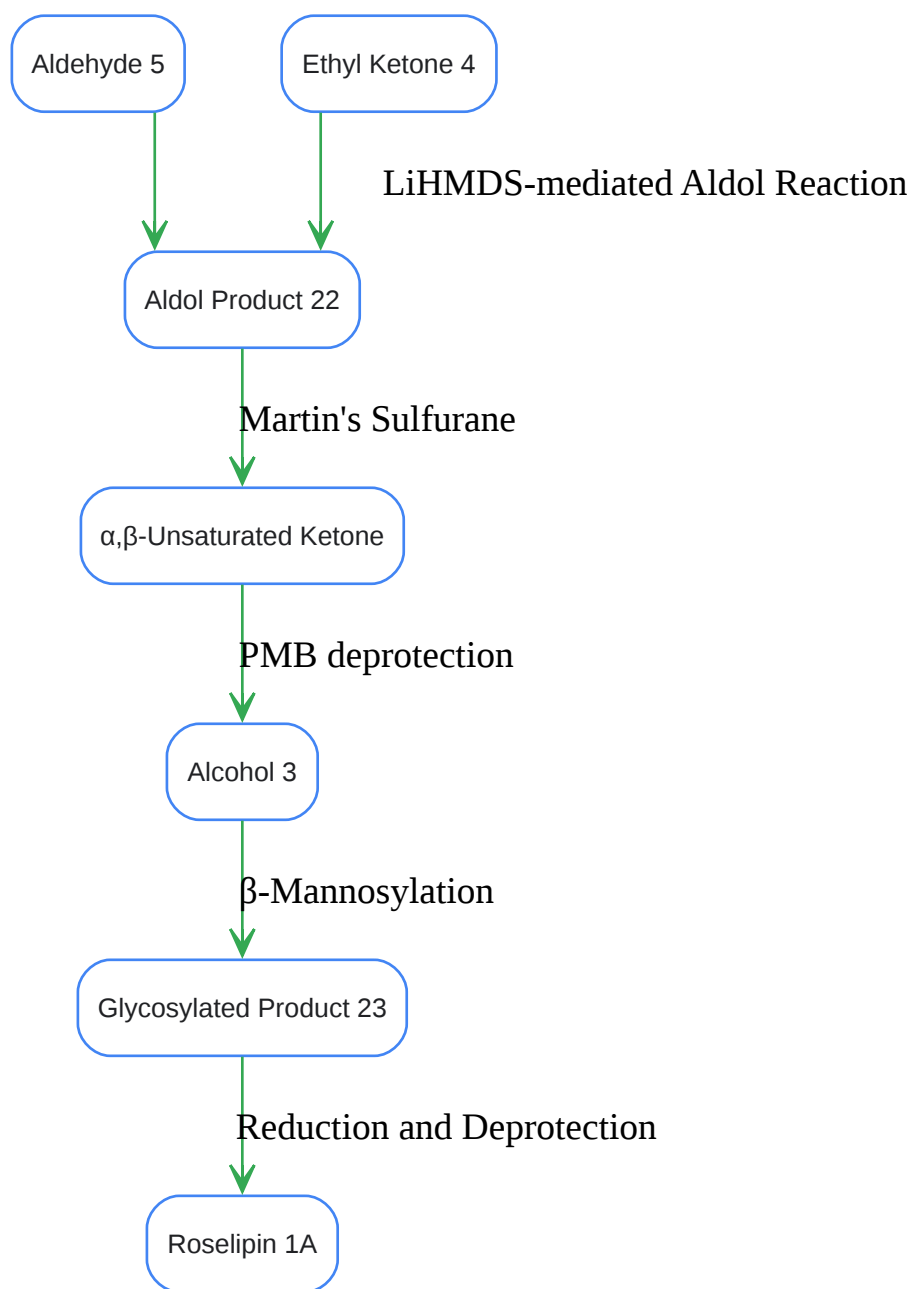 Aldehyde 5
Ethyl Ketone 4
LiHMDS-mediated Aldol Reaction
Aldol Product 22
Martin's Sulfurane
α,β-Unsaturated Ketone
PMB deprotection
Alcohol 3
β-Mannosylation
Glycosylated Product 23
Reduction and Deprotection
Roselipin 1A